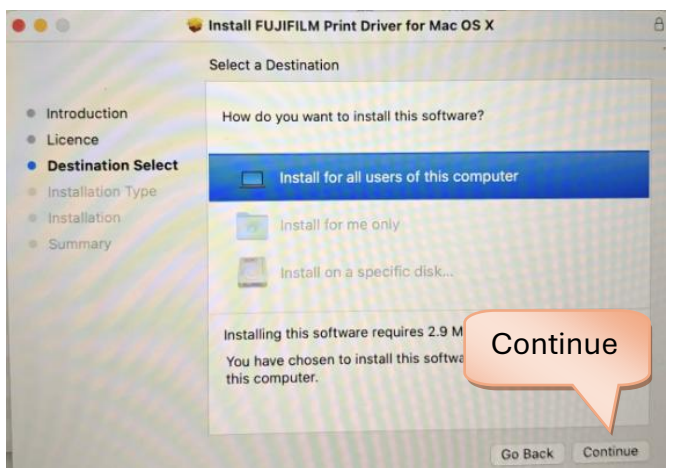 Install FUJIFILM Print Driver for Mac OS X
Select a Destination
Introduction
Licence
Destination Select
Installation Type
Installation
Summary
How do you want to install this software?
Install for all users of this computer
Install for me only
Install on a specific disk...
Installing this software requires 2.9 M
You have chosen to install this softwa
this computer.
Continue
Go Back
Continue